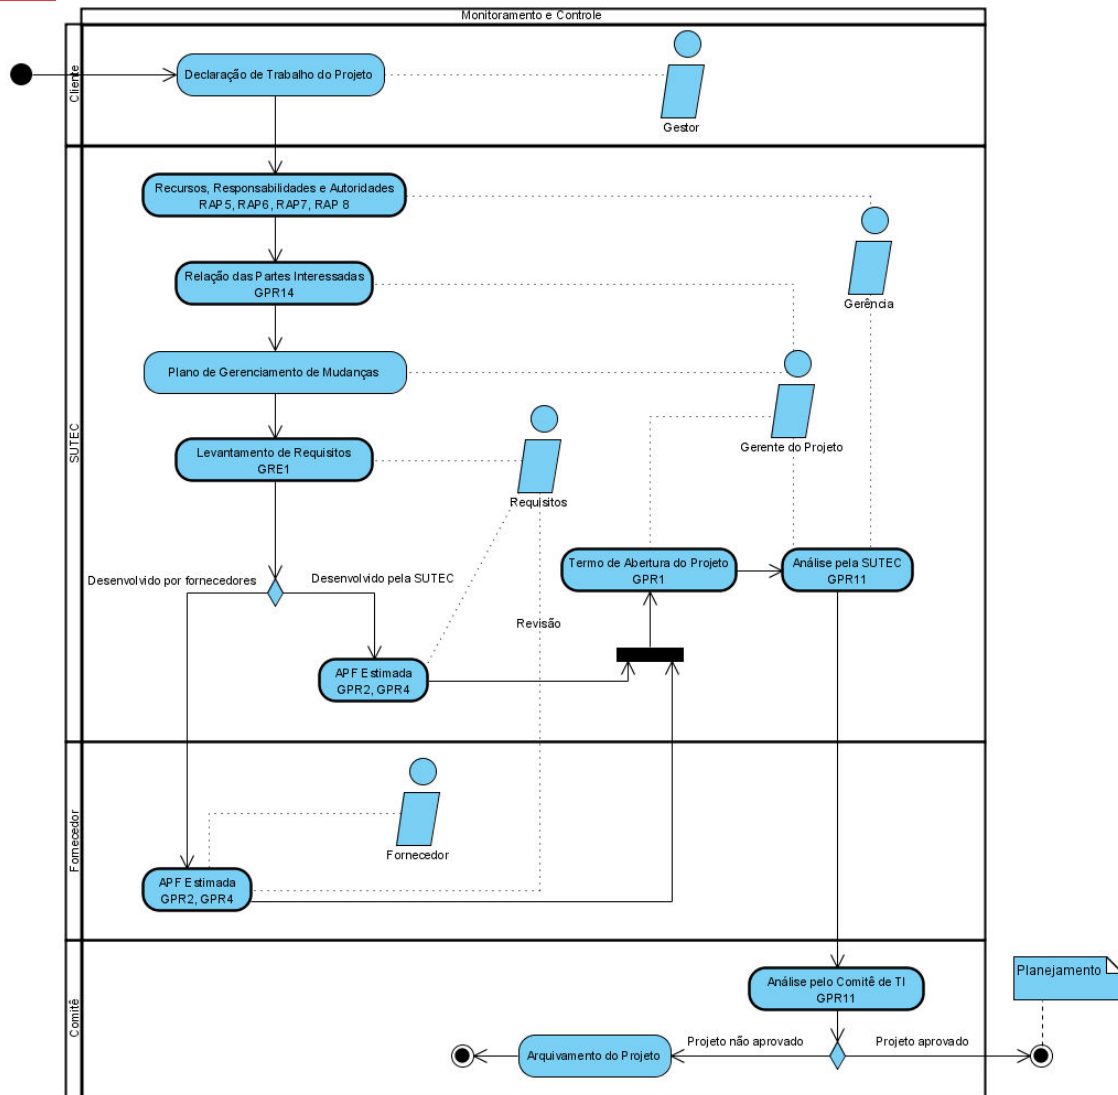 Monitoramento e Controle
Cliente
Declaração de Trabalho do Projeto
Gestor
SUTEC
Recursos, Responsabilidades e Autoridades
RAP5, RAP6, RAP7, RAP 8
Relação das Partes Interessadas
GPR14
Gerência
Plano de Gerenciamento de Mudanças
Gerente do Projeto
Levantamento de Requisitos
GRE1
Requisitos
Desenvolvido por fornecedores
Desenvolvido pela SUTEC
Termo de Abertura do Projeto
GPR1
Análise pela SUTEC
GPR11
Revisão
APF Estimada
GPR2, GPR4
Fornecedor
Fornecedor
APF Estimada
GPR2, GPR4
Comitê
Análise pelo Comitê de TI
GPR11
Planejamento
Projeto não aprovado
Projeto aprovado
Arquivamento do Projeto